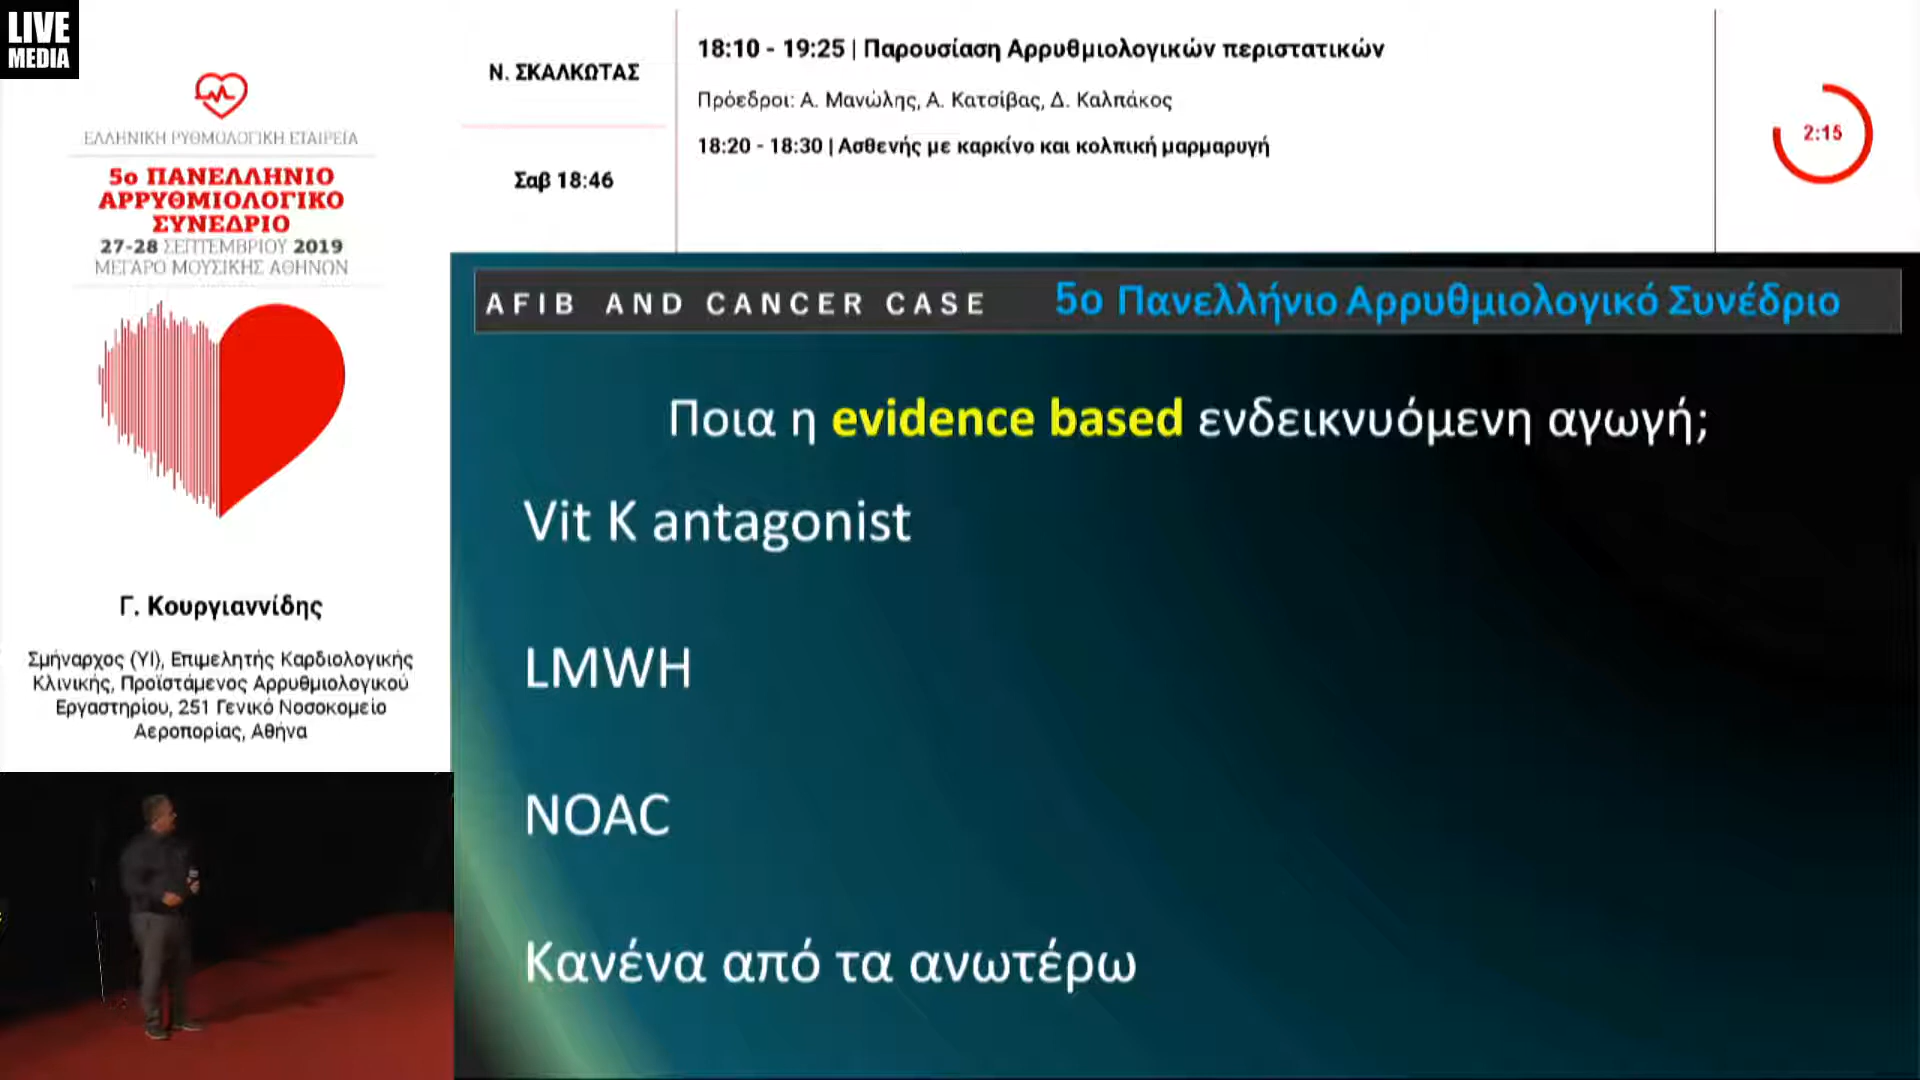 LIVE
MEDIA
ΕΛΛΗΝΙΚΗ ΡΥΘΜΟΛΟΓΙΚΗ ΕΤΑΙΡΕΙΑ
5ο ΠΑΝΕΛΛΗΝΙΟ
ΑΡΡΥΘΜΙΟΛΟΓΙΚΟ
ΣΥΝΕΔΡΙΟ
27-28 ΣΕΠΤΕΜΒΡΙΟΥ 2019
ΜΕΓΑΡΟ ΜΟΥΣΙΚΗΣ ΑΘΗΝΩΝ
Γ. Κουργιαννίδης
Σμήναρχος (ΥΙ), Επιμελητής Καρδιολογικής
Κλινικής, Προϊστάμενος Αρρυθμιολογικού
Εργαστηρίου, 251 Γενικό Νοσοκομείο
Αεροπορίας, Αθήνα
Ν. ΣΚΑΛΚΩΤΑΣ
Σαβ 18:46
18:10 - 19:25 | Παρουσίαση Αρρυθμιολογικών περιστατικών
Πρόεδροι: Α. Μανώλης, Α. Κατσίβας, Δ. Καλπάκος
18:20 - 18:30 | Ασθενής με καρκίνο και κολπική μαρμαρυγή
2:15
AFIB AND CANCER CASE 5ο Πανελλήνιο Αρρυθμιολογικό Συνέδριο
Ποια η evidence based ενδεικνυόμενη αγωγή;
Vit K antagonist
LMWH
NOAC
Κανένα από τα ανωτέρω